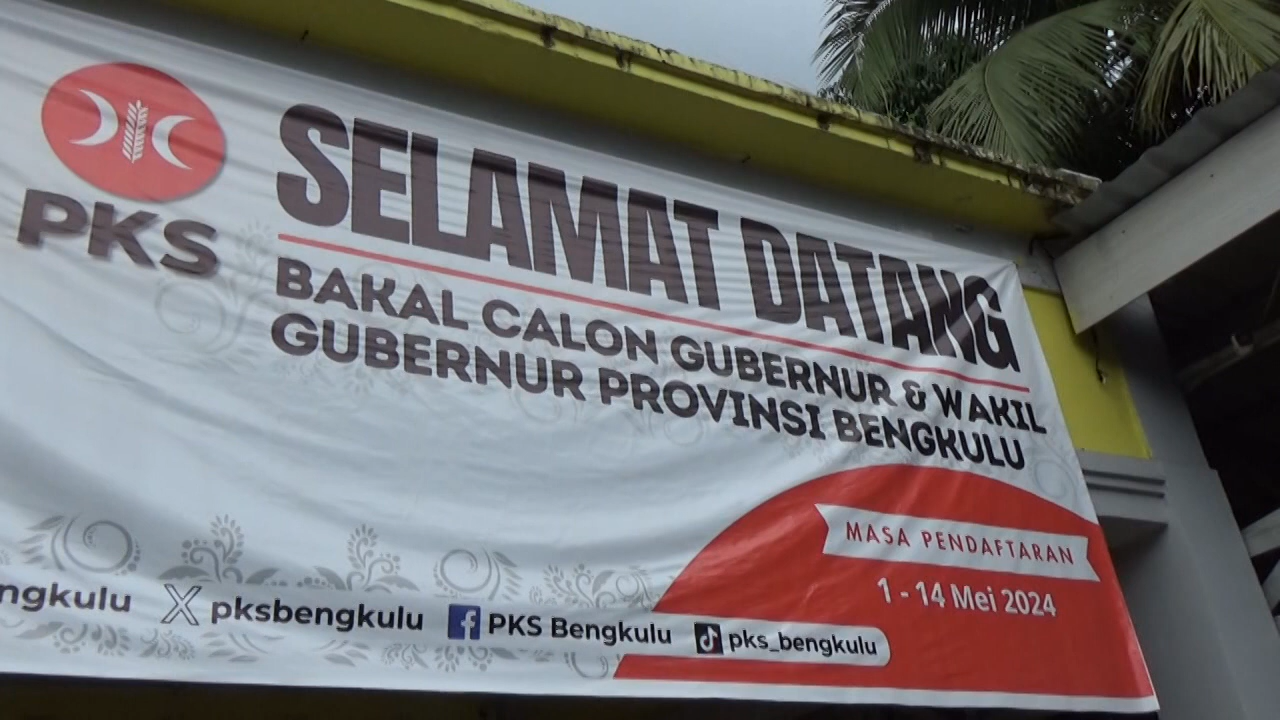 PKS
SELAMAT DATANG
BAKAL CALON GUBERNUR & WAKIL
GUBERNUR PROVINSI BENGKULU
MASA PENDAFTARAN
1 - 14 Mei 2024
pksbengkulu
PKS Bengkulu
pks_bengkulu